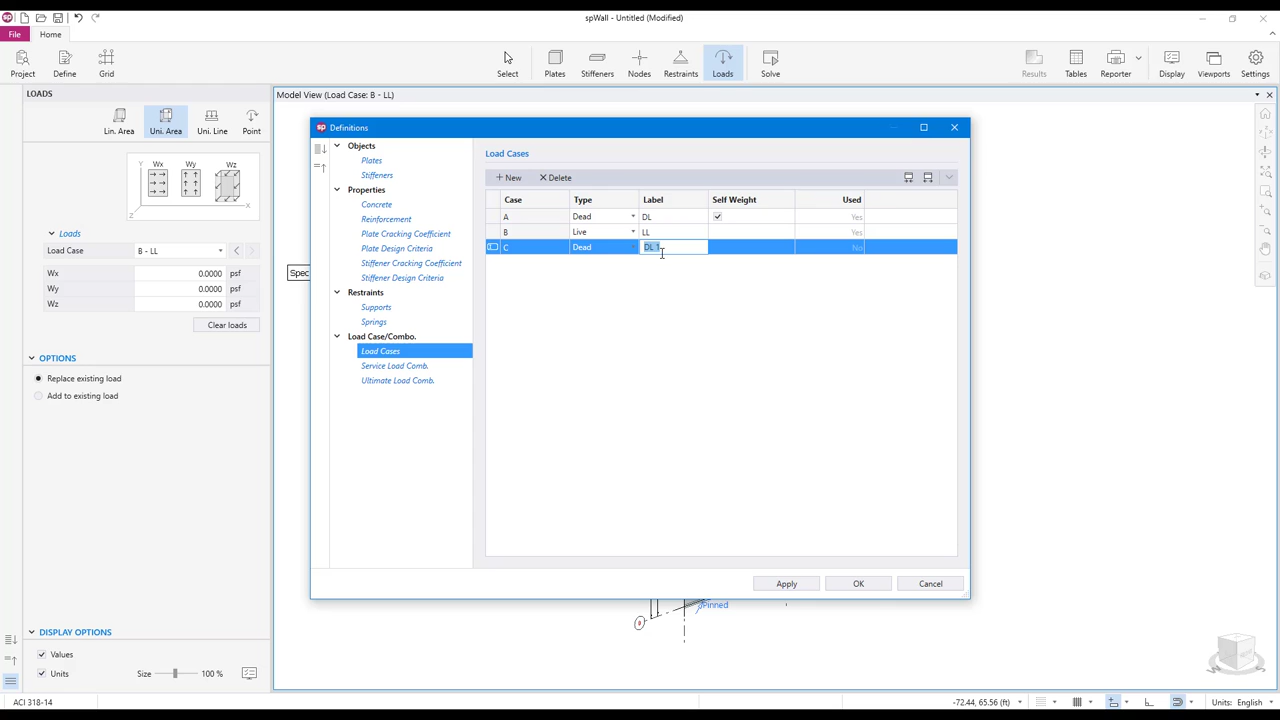 spWall - Untitled (Modified)
File
Home
Project
Define
Grid
Select
Plates
Stiffeners
Nodes
Restraints
Loads
Solve
Results
Tables
Reporter
Display
Viewports
Settings
LOADS
Model View (Load Case: B - LL)
Lin. Area
Uni. Area
Uni. Line
Point
Wx
Wy
Wz
Y
Z
X
Loads
Load Case
B - LL
Wx 0.0000 psf
Wy 0.0000 psf
Wz 0.0000 psf
Clear loads
OPTIONS
Replace existing load
Add to existing load
DISPLAY OPTIONS
Values
Units
Size
100 %
Spec
sp Definitions
Objects
Plates
Stiffeners
Properties
Concrete
Reinforcement
Plate Cracking Coefficient
Plate Design Criteria
Stiffener Cracking Coefficient
Stiffener Design Criteria
Restraints
Supports
Springs
Load Case/Combo.
Load Cases
Service Load Comb.
Ultimate Load Comb.
Load Cases
New
Delete
Case Type Label Self Weight Used
A Dead DL Yes
B Live LL Yes
C Dead DL 1 No
Apply
OK
Cancel
Pinned
ACI 318-14
-72.44, 65.56 (ft)
Units: English